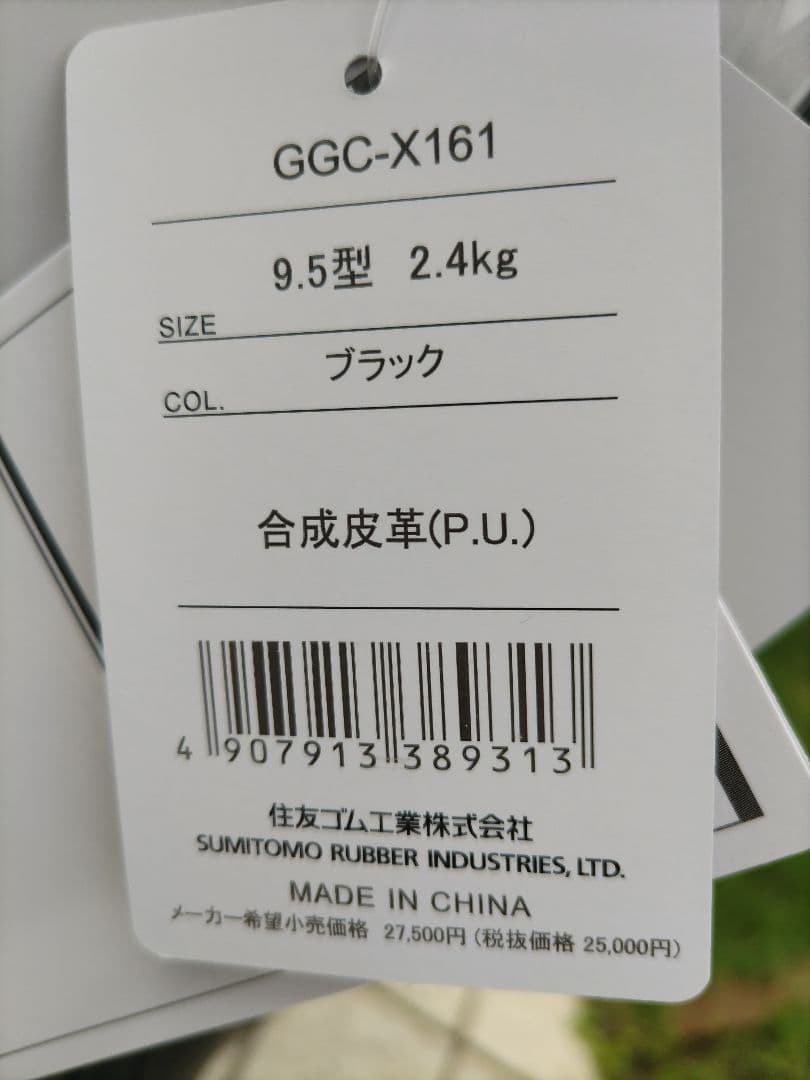 GGC-X161
9.5型 2.4kg
SIZE
ブラック
COL.
合成皮革(P.U.)
4 907913 389313
住友ゴム工業株式会社
SUMITOMO RUBBER INDUSTRIES, LTD.
MADE IN CHINA
メーカー希望小売価格 27,500円 (税抜価格 25,000円)